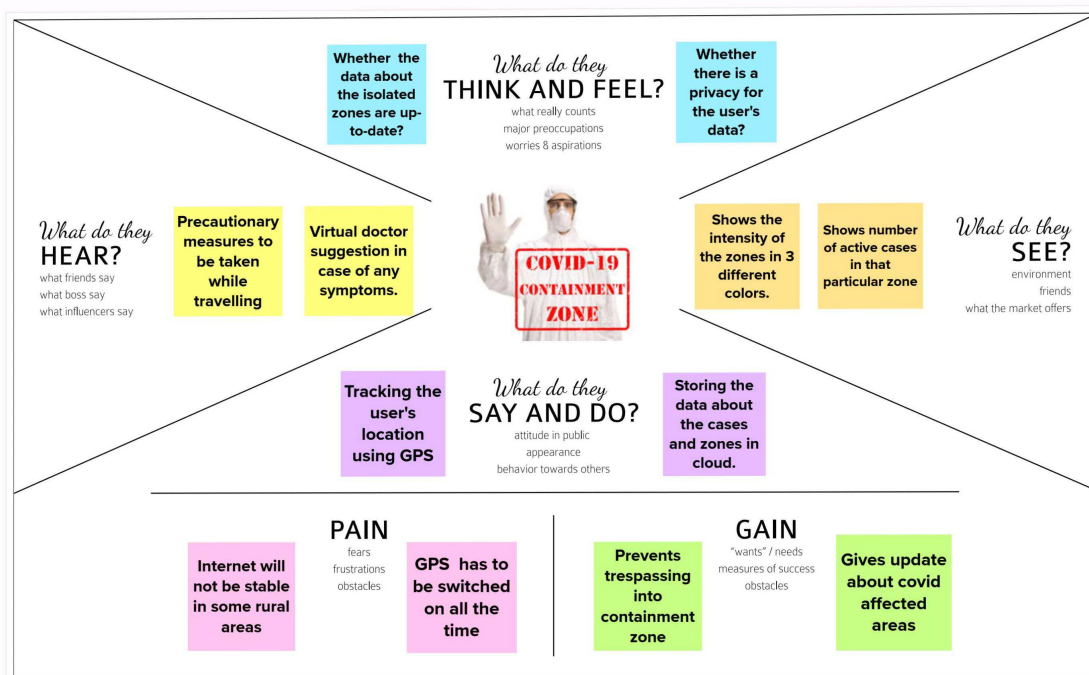 Whether the
data about
the isolated
zones are up-
to-date?
What do they
THINK AND FEEL?
what really counts
major preoccupations
worries & aspirations
Whether
there is a
privacy for
the user's
data?
What do they
HEAR?
what friends say
what boss say
what influencers say
Precautionary
measures to
be taken
while
travelling
Virtual doctor
suggestion in
case of any
symptoms.
COVID-19
CONTAINMENT
ZONE
Shows the
intensity of
the zones in 3
different
colors.
Shows number
of active cases
in that
particular zone
What do they
SEE?
environment
friends
what the market offers
Tracking the
user's
location
using GPS
What do they
SAY AND DO?
attitude in public
appearance
behavior towards others
Storing the
data about
the cases
and zones in
cloud.
PAIN
fears
frustrations
obstacles
Internet will
not be stable
in some rural
areas
GPS has to
be switched
on all the
time
GAIN
"wants" / needs
measures of success
obstacles
Prevents
trespassing
into
containment
zone
Gives update
about covid
affected
areas